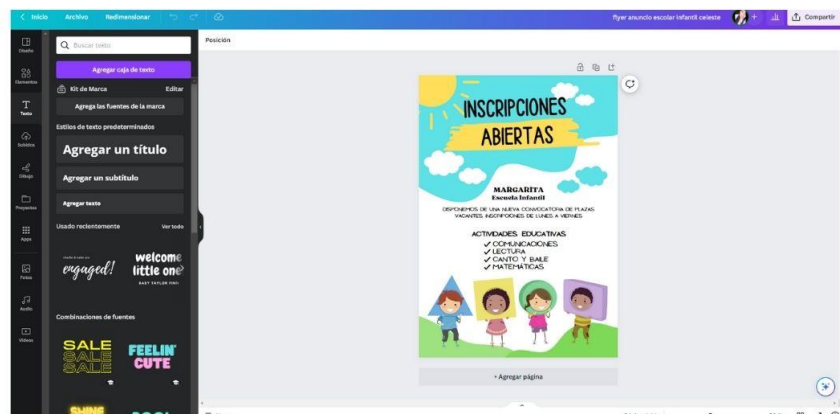 Inicio Archivo Redimensionar flyer anuncio escolar infantil celeste Compartir
Posición
Diseño
Elementos
Texto
Dibujo
Proyectos
Apps
Fotos
Audio
Videos
Buscar texto
Agregar caja de texto
Kit de Marca Editar
Agrega las fuentes de la marca
Estilos de texto predeterminados
Agregar un título
Agregar un subtítulo
Agregar texto
Usado recientemente Ver todo
engaged!
welcome
little one
Combinaciones de fuentes
SALE
SALE
SALE
FEELIN'
CUTE
INSCRIPCIONES
ABIERTAS
MARGARITA
Escuela Infantil
DISPONEMOS DE UNA NUEVA CONVOCATORIA DE PLAZAS
VACANTES. INSCRIPCIONES DE LUNES A VIERNES
ACTIVIDADES EDUCATIVAS
✓ COMUNICACIONES
✓ LECTURA
✓ CANTO Y BAILE
✓ MATEMÁTICAS
+ Agregar página